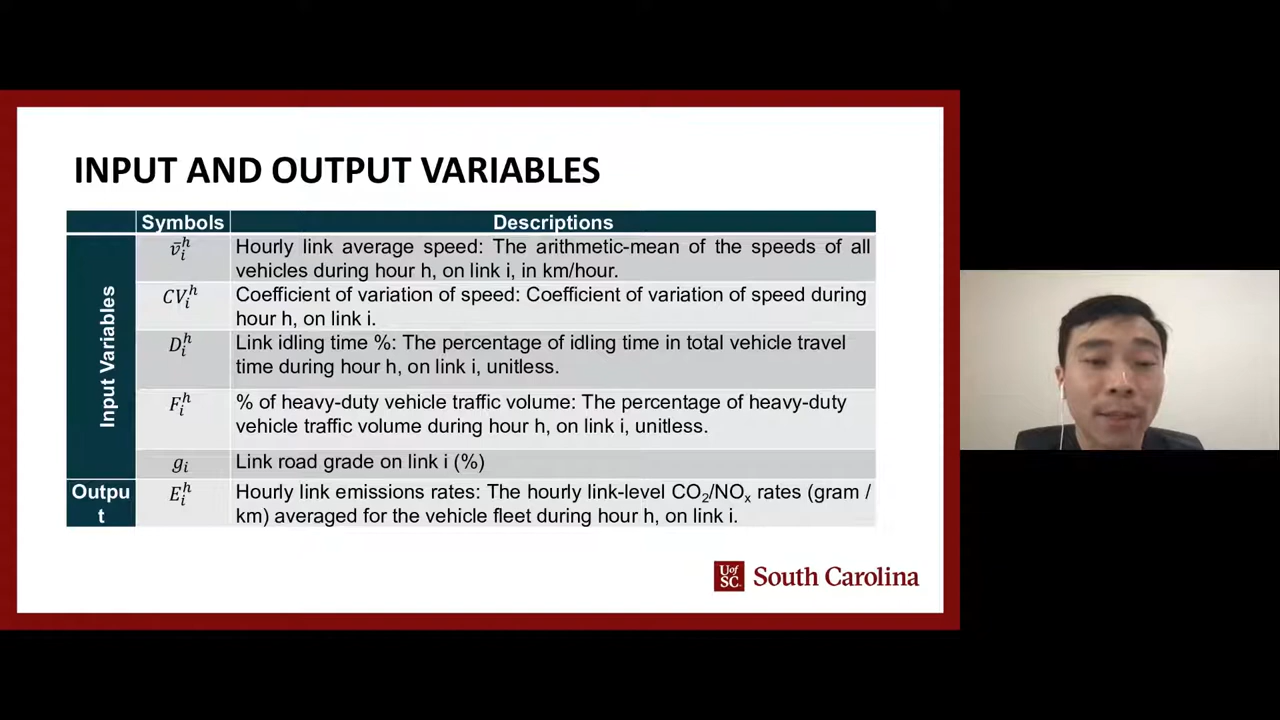 INPUT AND OUTPUT VARIABLES
Symbols Descriptions
Input Variables
v̄ᵢʰ Hourly link average speed: The arithmetic-mean of the speeds of all
vehicles during hour h, on link i, in km/hour.
CVᵢʰ Coefficient of variation of speed: Coefficient of variation of speed during
hour h, on link i.
Dᵢʰ Link idling time %: The percentage of idling time in total vehicle travel
time during hour h, on link i, unitless.
Fᵢʰ % of heavy-duty vehicle traffic volume: The percentage of heavy-duty
vehicle traffic volume during hour h, on link i, unitless.
gᵢ Link road grade on link i (%)
Outpu
t
Eᵢʰ Hourly link emissions rates: The hourly link-level CO₂/NOₓ rates (gram /
km) averaged for the vehicle fleet during hour h, on link i.
U of
SC
South Carolina